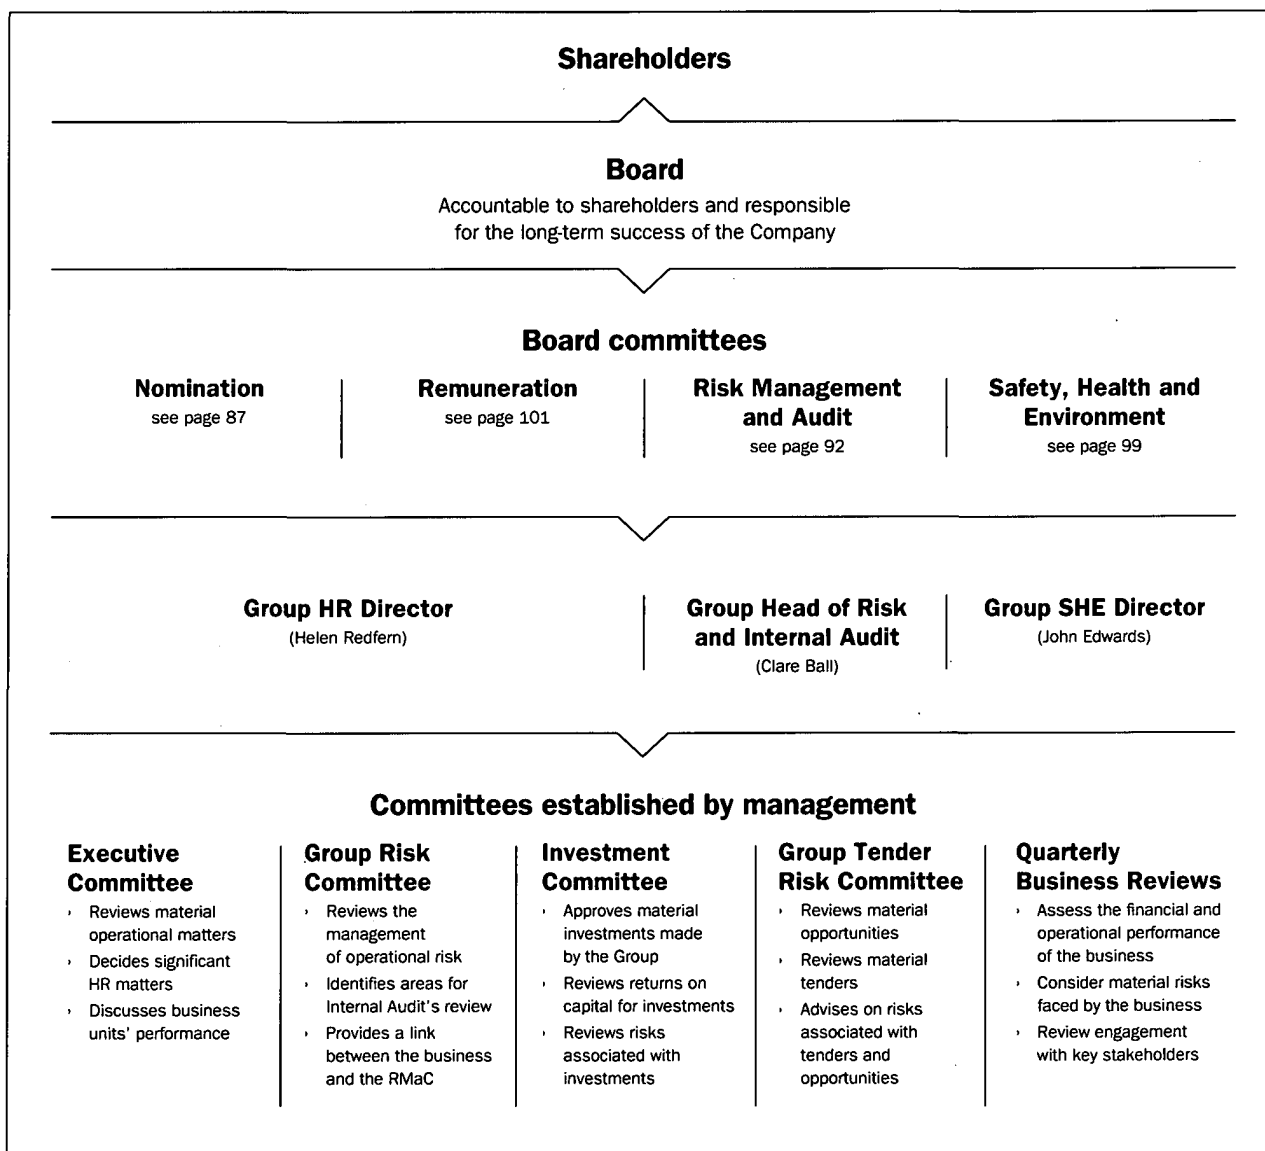 Shareholders
Board
Accountable to shareholders and responsible
for the long-term success of the Company
Board committees
Nomination
see page 87
Remuneration
see page 101
Risk Management
and Audit
see page 92
Safety, Health and
Environment
see page 99
Group HR Director
(Helen Redfern)
Group Head of Risk
and Internal Audit
(Clare Ball)
Group SHE Director
(John Edwards)
Committees established by management
Executive
Committee
› Reviews material
operational matters
› Decides significant
HR matters
› Discusses business
units' performance
Group Risk
Committee
› Reviews the
management
of operational risk
› Identifies areas for
Internal Audit's review
› Provides a link
between the business
and the RMaC
Investment
Committee
› Approves material
investments made
by the Group
› Reviews returns on
capital for investments
› Reviews risks
associated with
investments
Group Tender
Risk Committee
› Reviews material
opportunities
› Reviews material
tenders
› Advises on risks
associated with
tenders and
opportunities
Quarterly
Business Reviews
› Assess the financial and
operational performance
of the business
› Consider material risks
faced by the business
› Review engagement
with key stakeholders